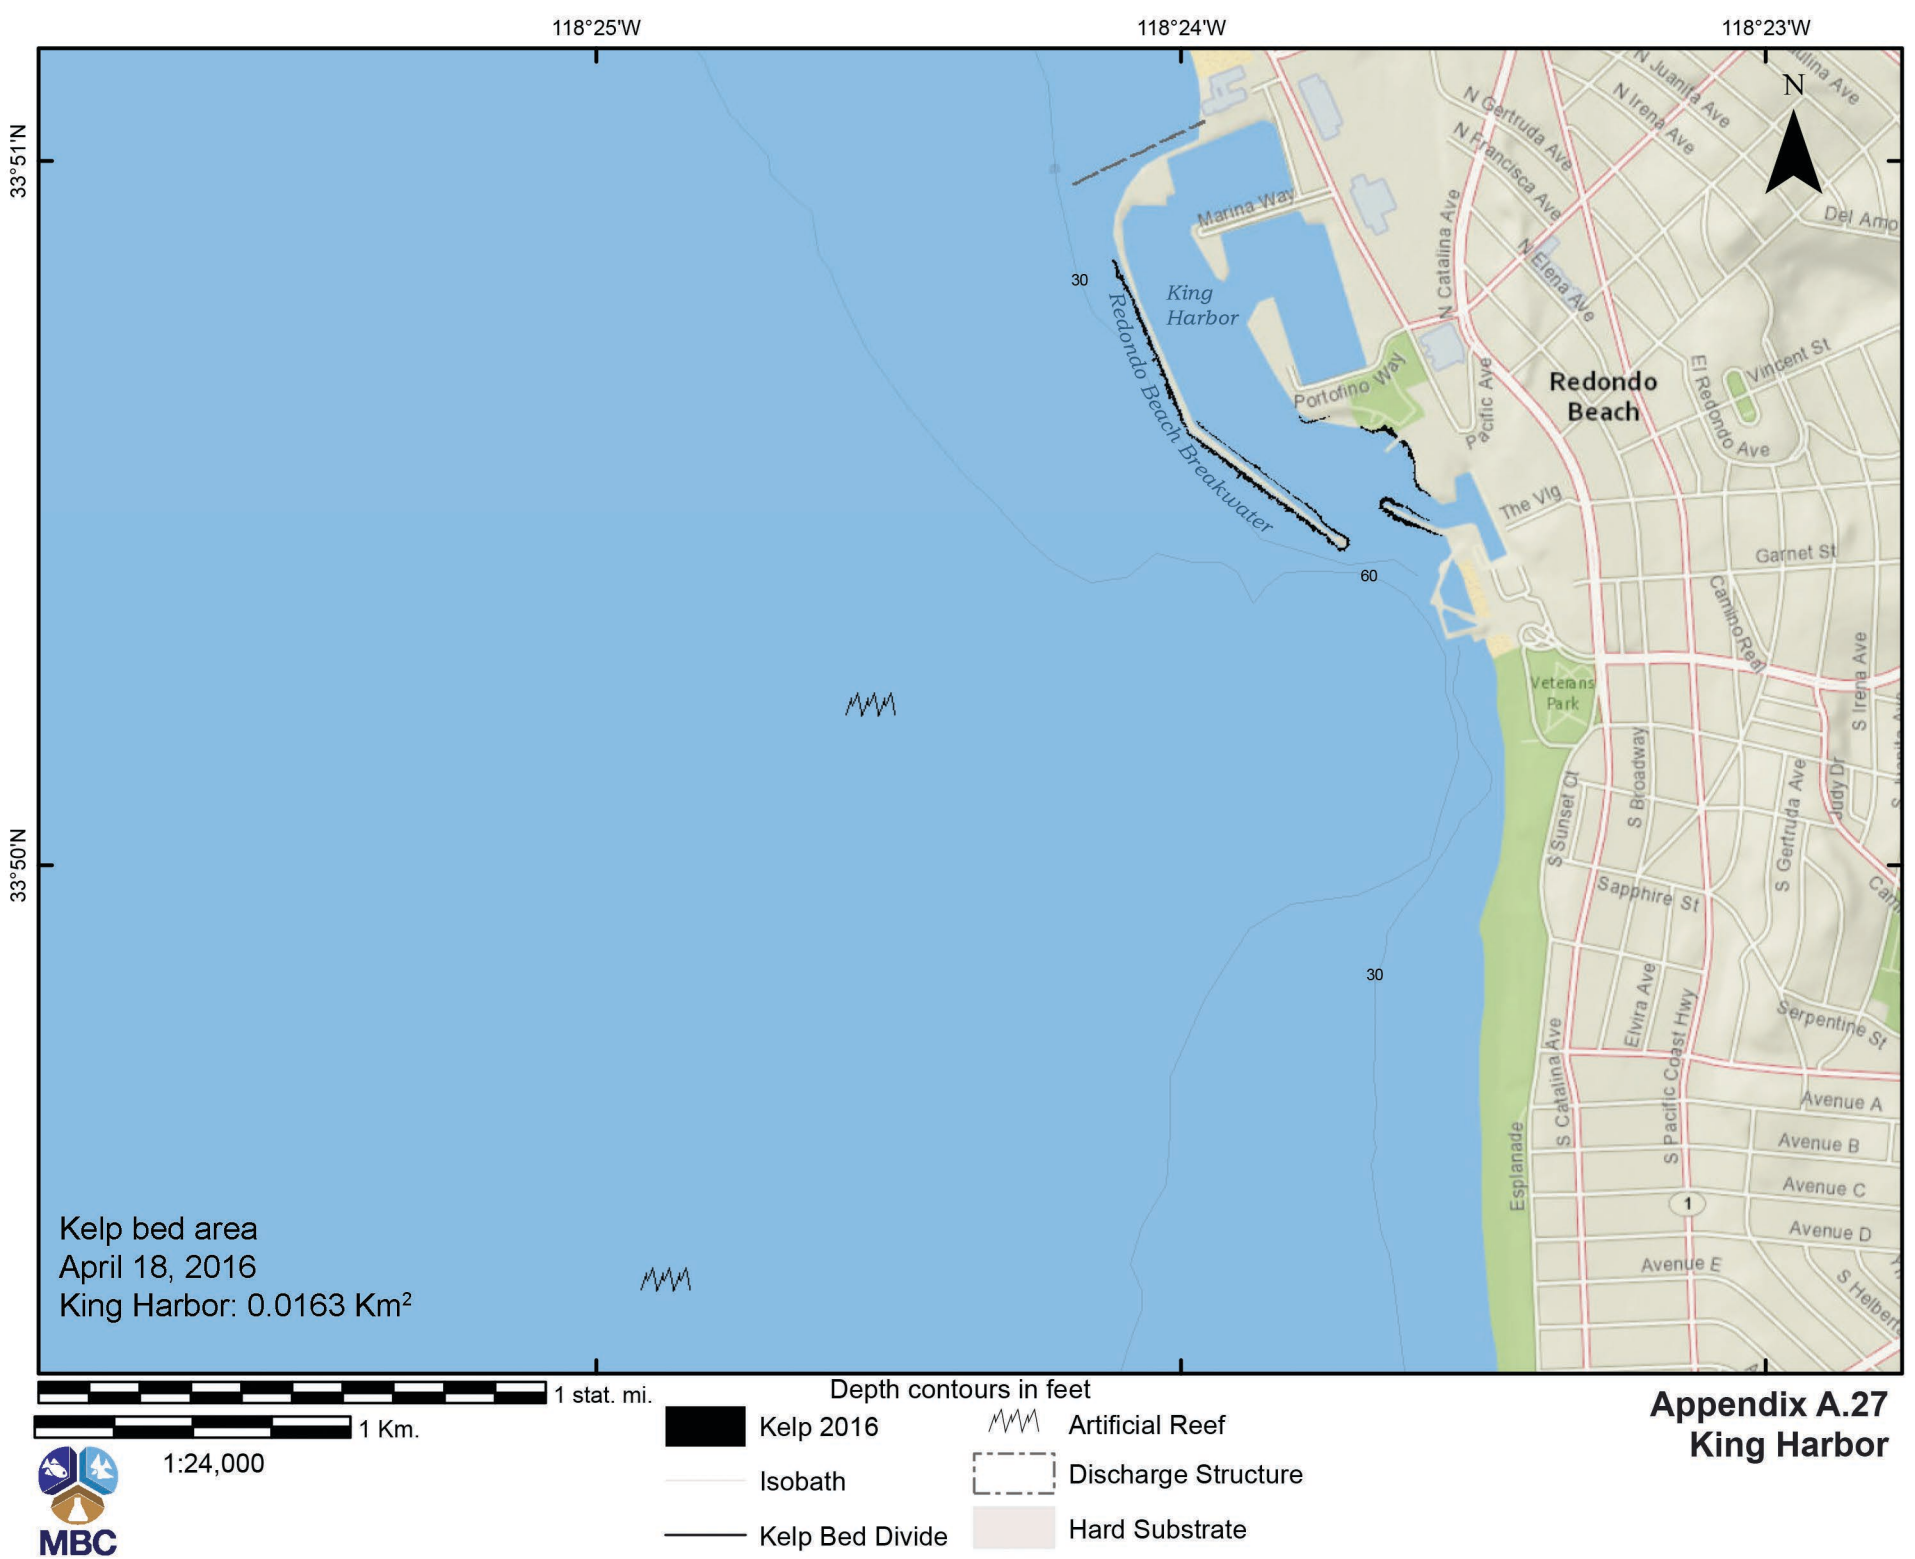 118°25'W
118°24'W
118°23'W
33°51'N
33°50'N
N
N Juanita Ave
N Irena Ave
N Gertruda Ave
N Francisca Ave
N Elena Ave
N Catalina Ave
Del Amo
Marina Way
30
King
Harbor
Redondo Beach Breakwater
Portofino Way
Pacific Ave
Redondo
Beach
El Redondo Ave
Vincent St
The Vlg
Garnet St
60
Camino Real
S Irena Ave
Veterans
Park
S Broadway
S Sunset Ct
S Gertruda Ave
Judy Dr
Sapphire St
30
Elvira Ave
S Pacific Coast Hwy
Serpentine St
S Catalina Ave
Esplanade
Avenue A
Avenue B
Avenue C
1
Avenue D
Avenue E
Kelp bed area
April 18, 2016
King Harbor: 0.0163 Km²
1 stat. mi.
1 Km.
1:24,000
MBC
Depth contours in feet
Kelp 2016
Isobath
Kelp Bed Divide
Artificial Reef
Discharge Structure
Hard Substrate
Appendix A.27
King Harbor